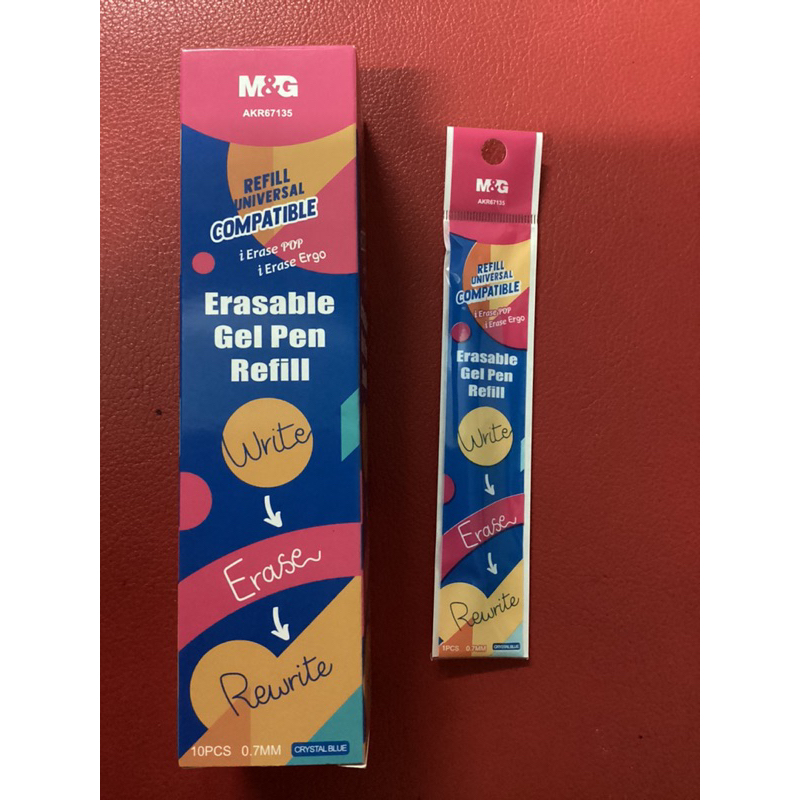 M&G
AKR67135
REFILL
UNIVERSAL
COMPATIBLE
i Erase POP
i Erase Ergo
Erasable
Gel Pen
Refill
Write
Erase
Rewrite
10PCS 0.7MM CRYSTAL BLUE
M&G
AKR67135
REFILL
UNIVERSAL
COMPATIBLE
i Erase POP
i Erase Ergo
Erasable
Gel Pen
Refill
Write
Erase
Rewrite
1PCS 0.7MM CRYSTAL BLUE